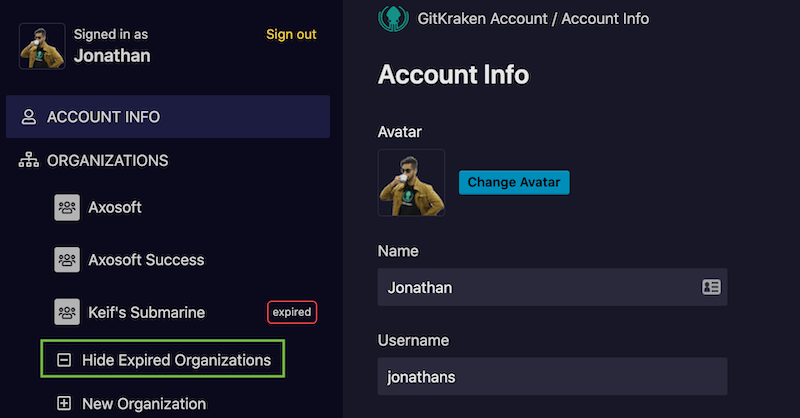 Signed in as
Jonathan
Sign out
ACCOUNT INFO
ORGANIZATIONS
Axosoft
Axosoft Success
Keif's Submarine
expired
Hide Expired Organizations
New Organization
GitKraken Account / Account Info
Account Info
Avatar
Change Avatar
Name
Jonathan
Username
jonathans